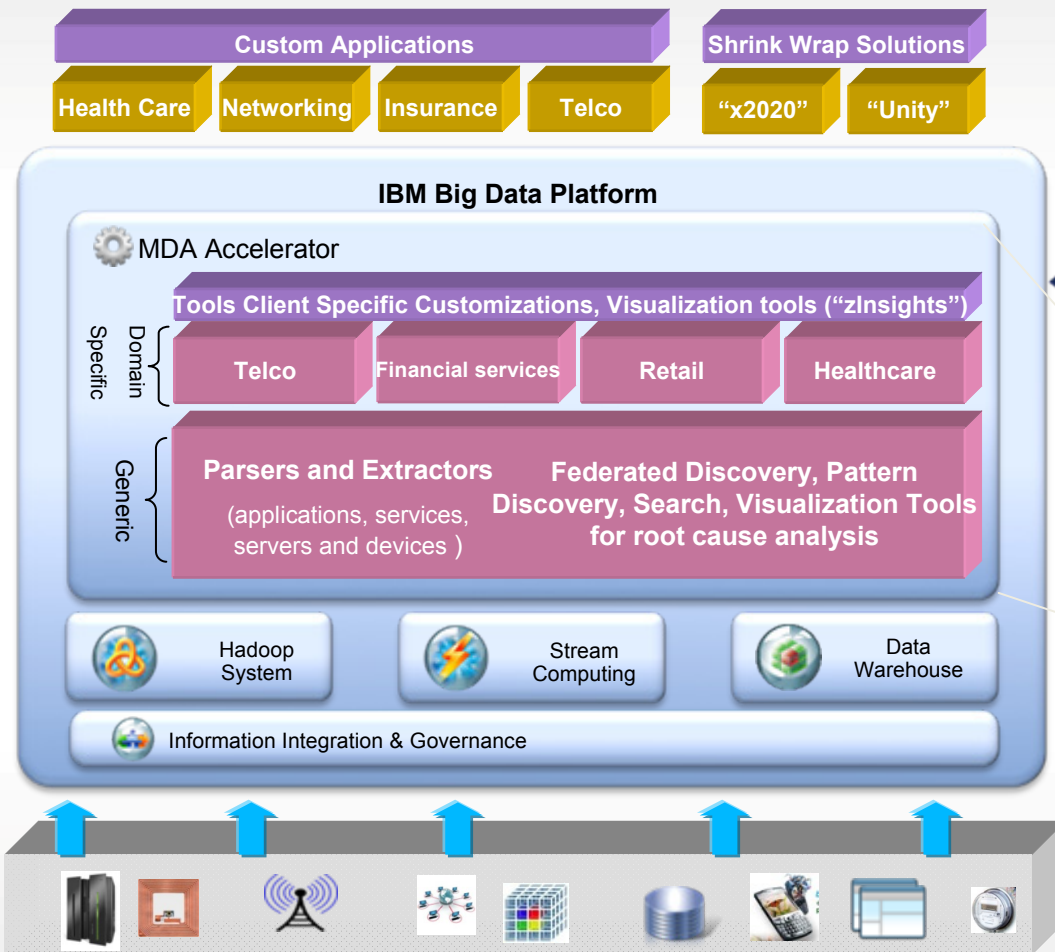 Custom Applications
Shrink Wrap Solutions
Health Care
Networking
Insurance
Telco
“x2020”
“Unity”
IBM Big Data Platform
MDA Accelerator
Tools Client Specific Customizations, Visualization tools (“zInsights”)
Domain
Specific
Telco
Financial services
Retail
Healthcare
Generic
Parsers and Extractors
(applications, services,
servers and devices )
Federated Discovery, Pattern
Discovery, Search, Visualization Tools
for root cause analysis
Hadoop
System
Stream
Computing
Data
Warehouse
Information Integration & Governance